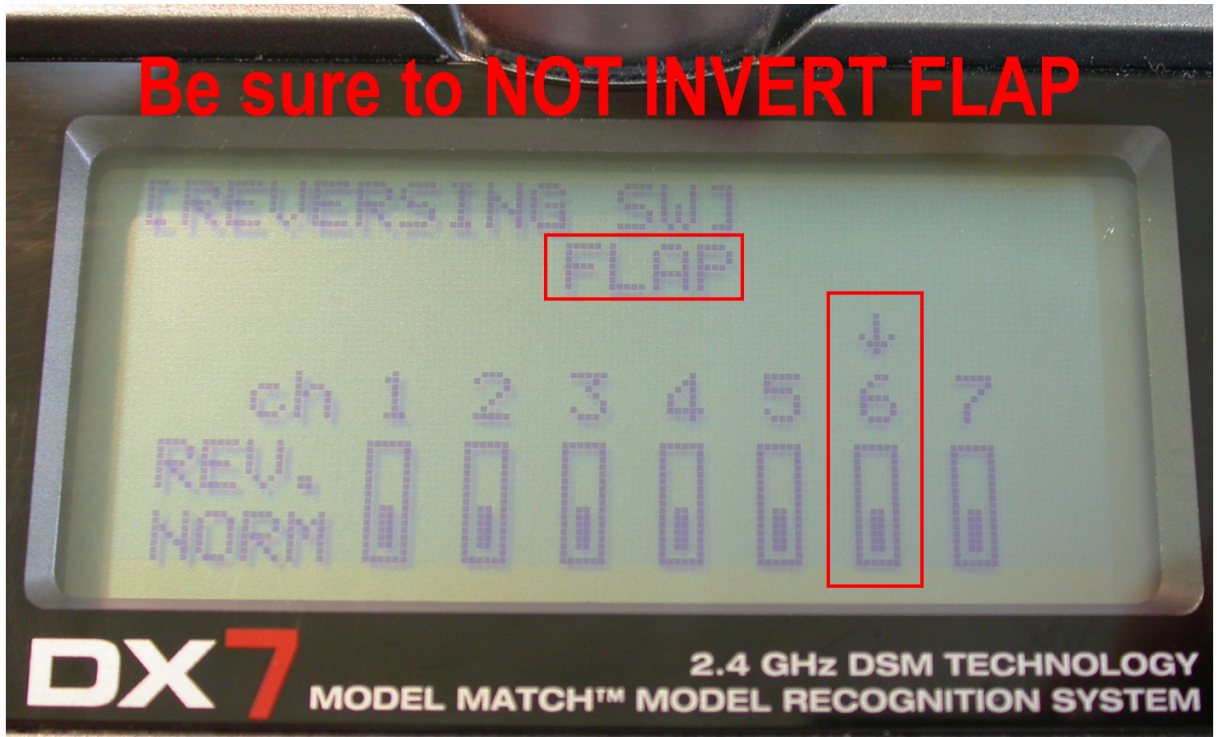 Be sure to NOT INVERT FLAP
[REVERSING SW]
FLAP
↓
ch 1 2 3 4 5 6 7
REV.
NORM
DX7
2.4 GHz DSM TECHNOLOGY
MODEL MATCH™ MODEL RECOGNITION SYSTEM